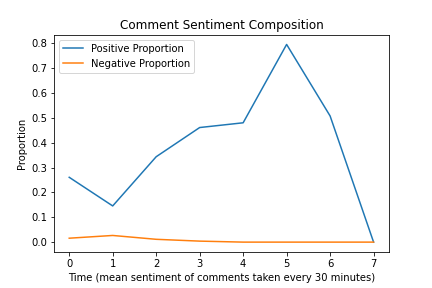 Comment Sentiment Composition
Positive Proportion
Negative Proportion
0.8
0.7
0.6
0.5
0.4
0.3
0.2
0.1
0.0
Proportion
0 1 2 3 4 5 6 7
Time (mean sentiment of comments taken every 30 minutes)